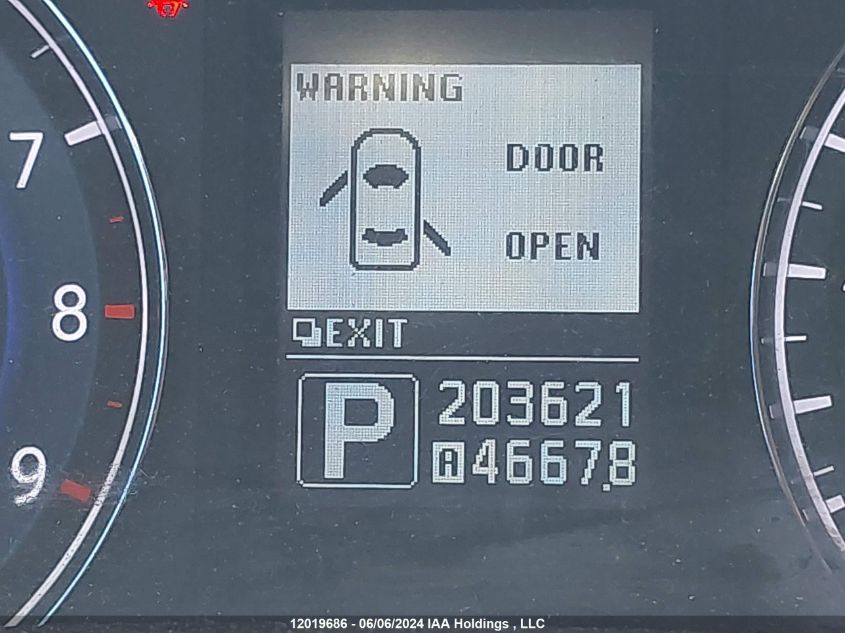 WARNING
DOOR
OPEN
EXIT
7
8
9
P
203621
A 4667.8
12019686 - 06/06/2024 IAA Holdings , LLC